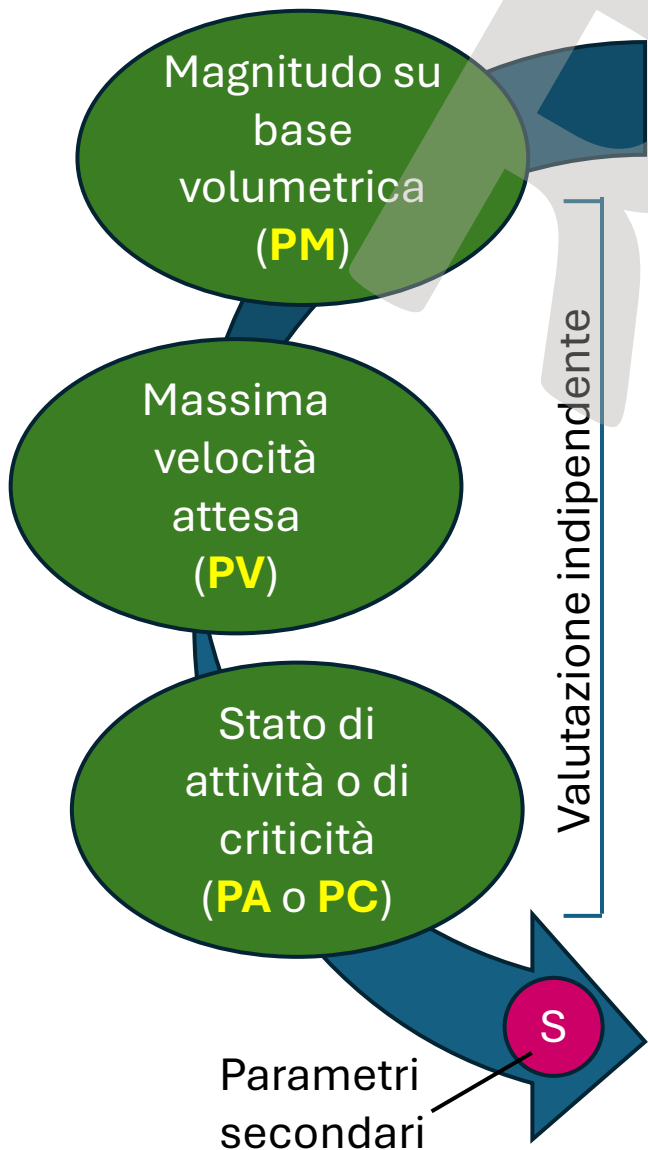 Magnitudo su
base
volumetrica
(PM)
Massima
velocità
attesa
(PV)
Stato di
attività o di
criticità
(PA o PC)
Valutazione indipendente
S
Parametri
secondari